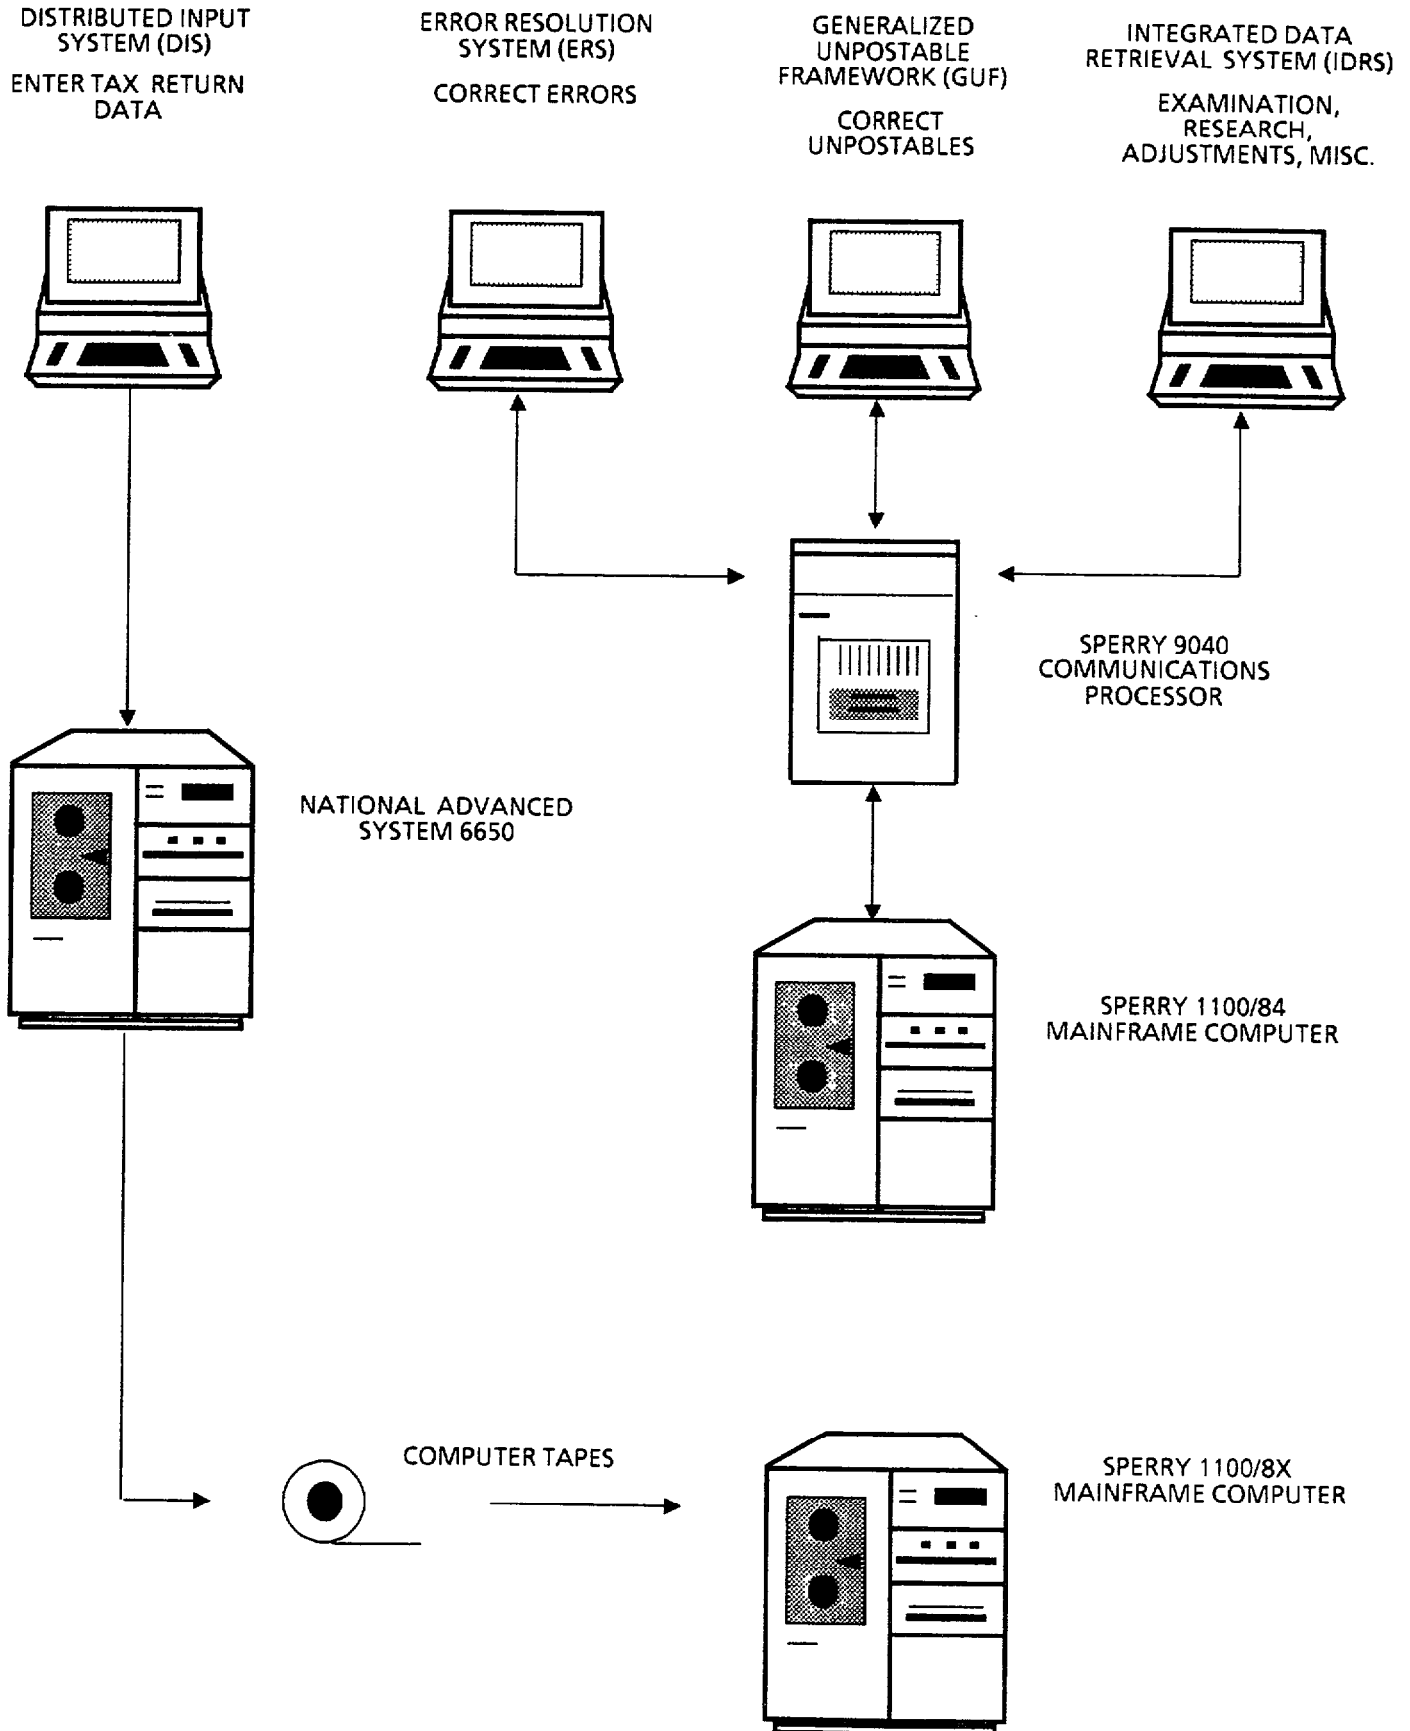 DISTRIBUTED INPUT
SYSTEM (DIS)
ENTER TAX RETURN
DATA
ERROR RESOLUTION
SYSTEM (ERS)
CORRECT ERRORS
GENERALIZED
UNPOSTABLE
FRAMEWORK (GUF)
CORRECT
UNPOSTABLES
INTEGRATED DATA
RETRIEVAL SYSTEM (IDRS)
EXAMINATION,
RESEARCH,
ADJUSTMENTS, MISC.
SPERRY 9040
COMMUNICATIONS
PROCESSOR
NATIONAL ADVANCED
SYSTEM 6650
SPERRY 1100/84
MAINFRAME COMPUTER
COMPUTER TAPES
SPERRY 1100/8X
MAINFRAME COMPUTER